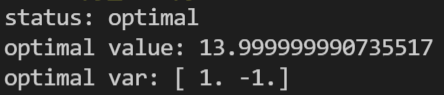 status: optimal
optimal value: 13.999999990735517
optimal var: [ 1. -1.]